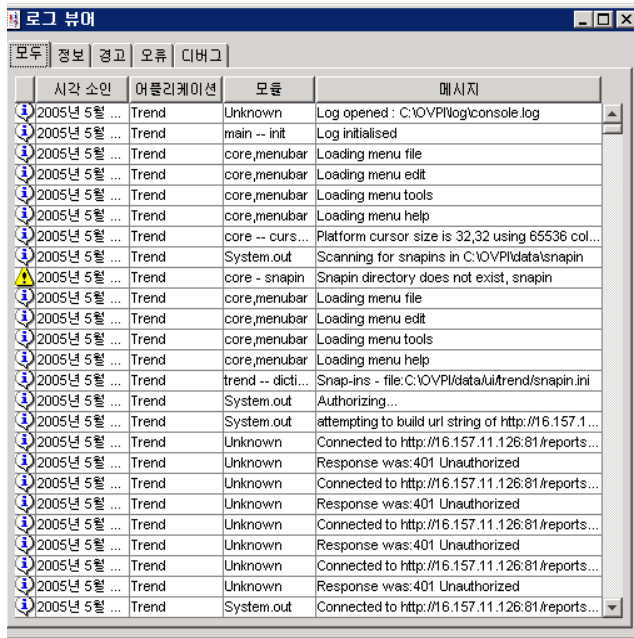 로그 뷰어
모두 정보 경고 오류 디버그
시각 소인 어플리케이션 모듈 메시지
2005년 5월 ... Trend Unknown Log opened : C:\OVPI\log\console.log
2005년 5월 ... Trend main -- init Log initialised
2005년 5월 ... Trend core,menubar Loading menu file
2005년 5월 ... Trend core,menubar Loading menu edit
2005년 5월 ... Trend core,menubar Loading menu tools
2005년 5월 ... Trend core,menubar Loading menu help
2005년 5월 ... Trend core -- curs... Platform cursor size is 32,32 using 65536 col...
2005년 5월 ... Trend System.out Scanning for snapins in C:\OVPI\data\snapin
2005년 5월 ... Trend core - snapin Snapin directory does not exist, snapin
2005년 5월 ... Trend core,menubar Loading menu file
2005년 5월 ... Trend core,menubar Loading menu edit
2005년 5월 ... Trend core,menubar Loading menu tools
2005년 5월 ... Trend core,menubar Loading menu help
2005년 5월 ... Trend trend -- dicti... Snap-ins - file:C:\OVPI/data/ui/trend/snapin.ini
2005년 5월 ... Trend System.out Authorizing...
2005년 5월 ... Trend System.out attempting to build url string of http://16.157.1...
2005년 5월 ... Trend Unknown Connected to http://16.157.11.126:81/reports...
2005년 5월 ... Trend Unknown Response was:401 Unauthorized
2005년 5월 ... Trend Unknown Connected to http://16.157.11.126:81/reports...
2005년 5월 ... Trend Unknown Response was:401 Unauthorized
2005년 5월 ... Trend Unknown Connected to http://16.157.11.126:81/reports...
2005년 5월 ... Trend Unknown Response was:401 Unauthorized
2005년 5월 ... Trend Unknown Connected to http://16.157.11.126:81/reports...
2005년 5월 ... Trend Unknown Response was:401 Unauthorized
2005년 5월 ... Trend System.out Connected to http://16.157.11.126:81/reports...